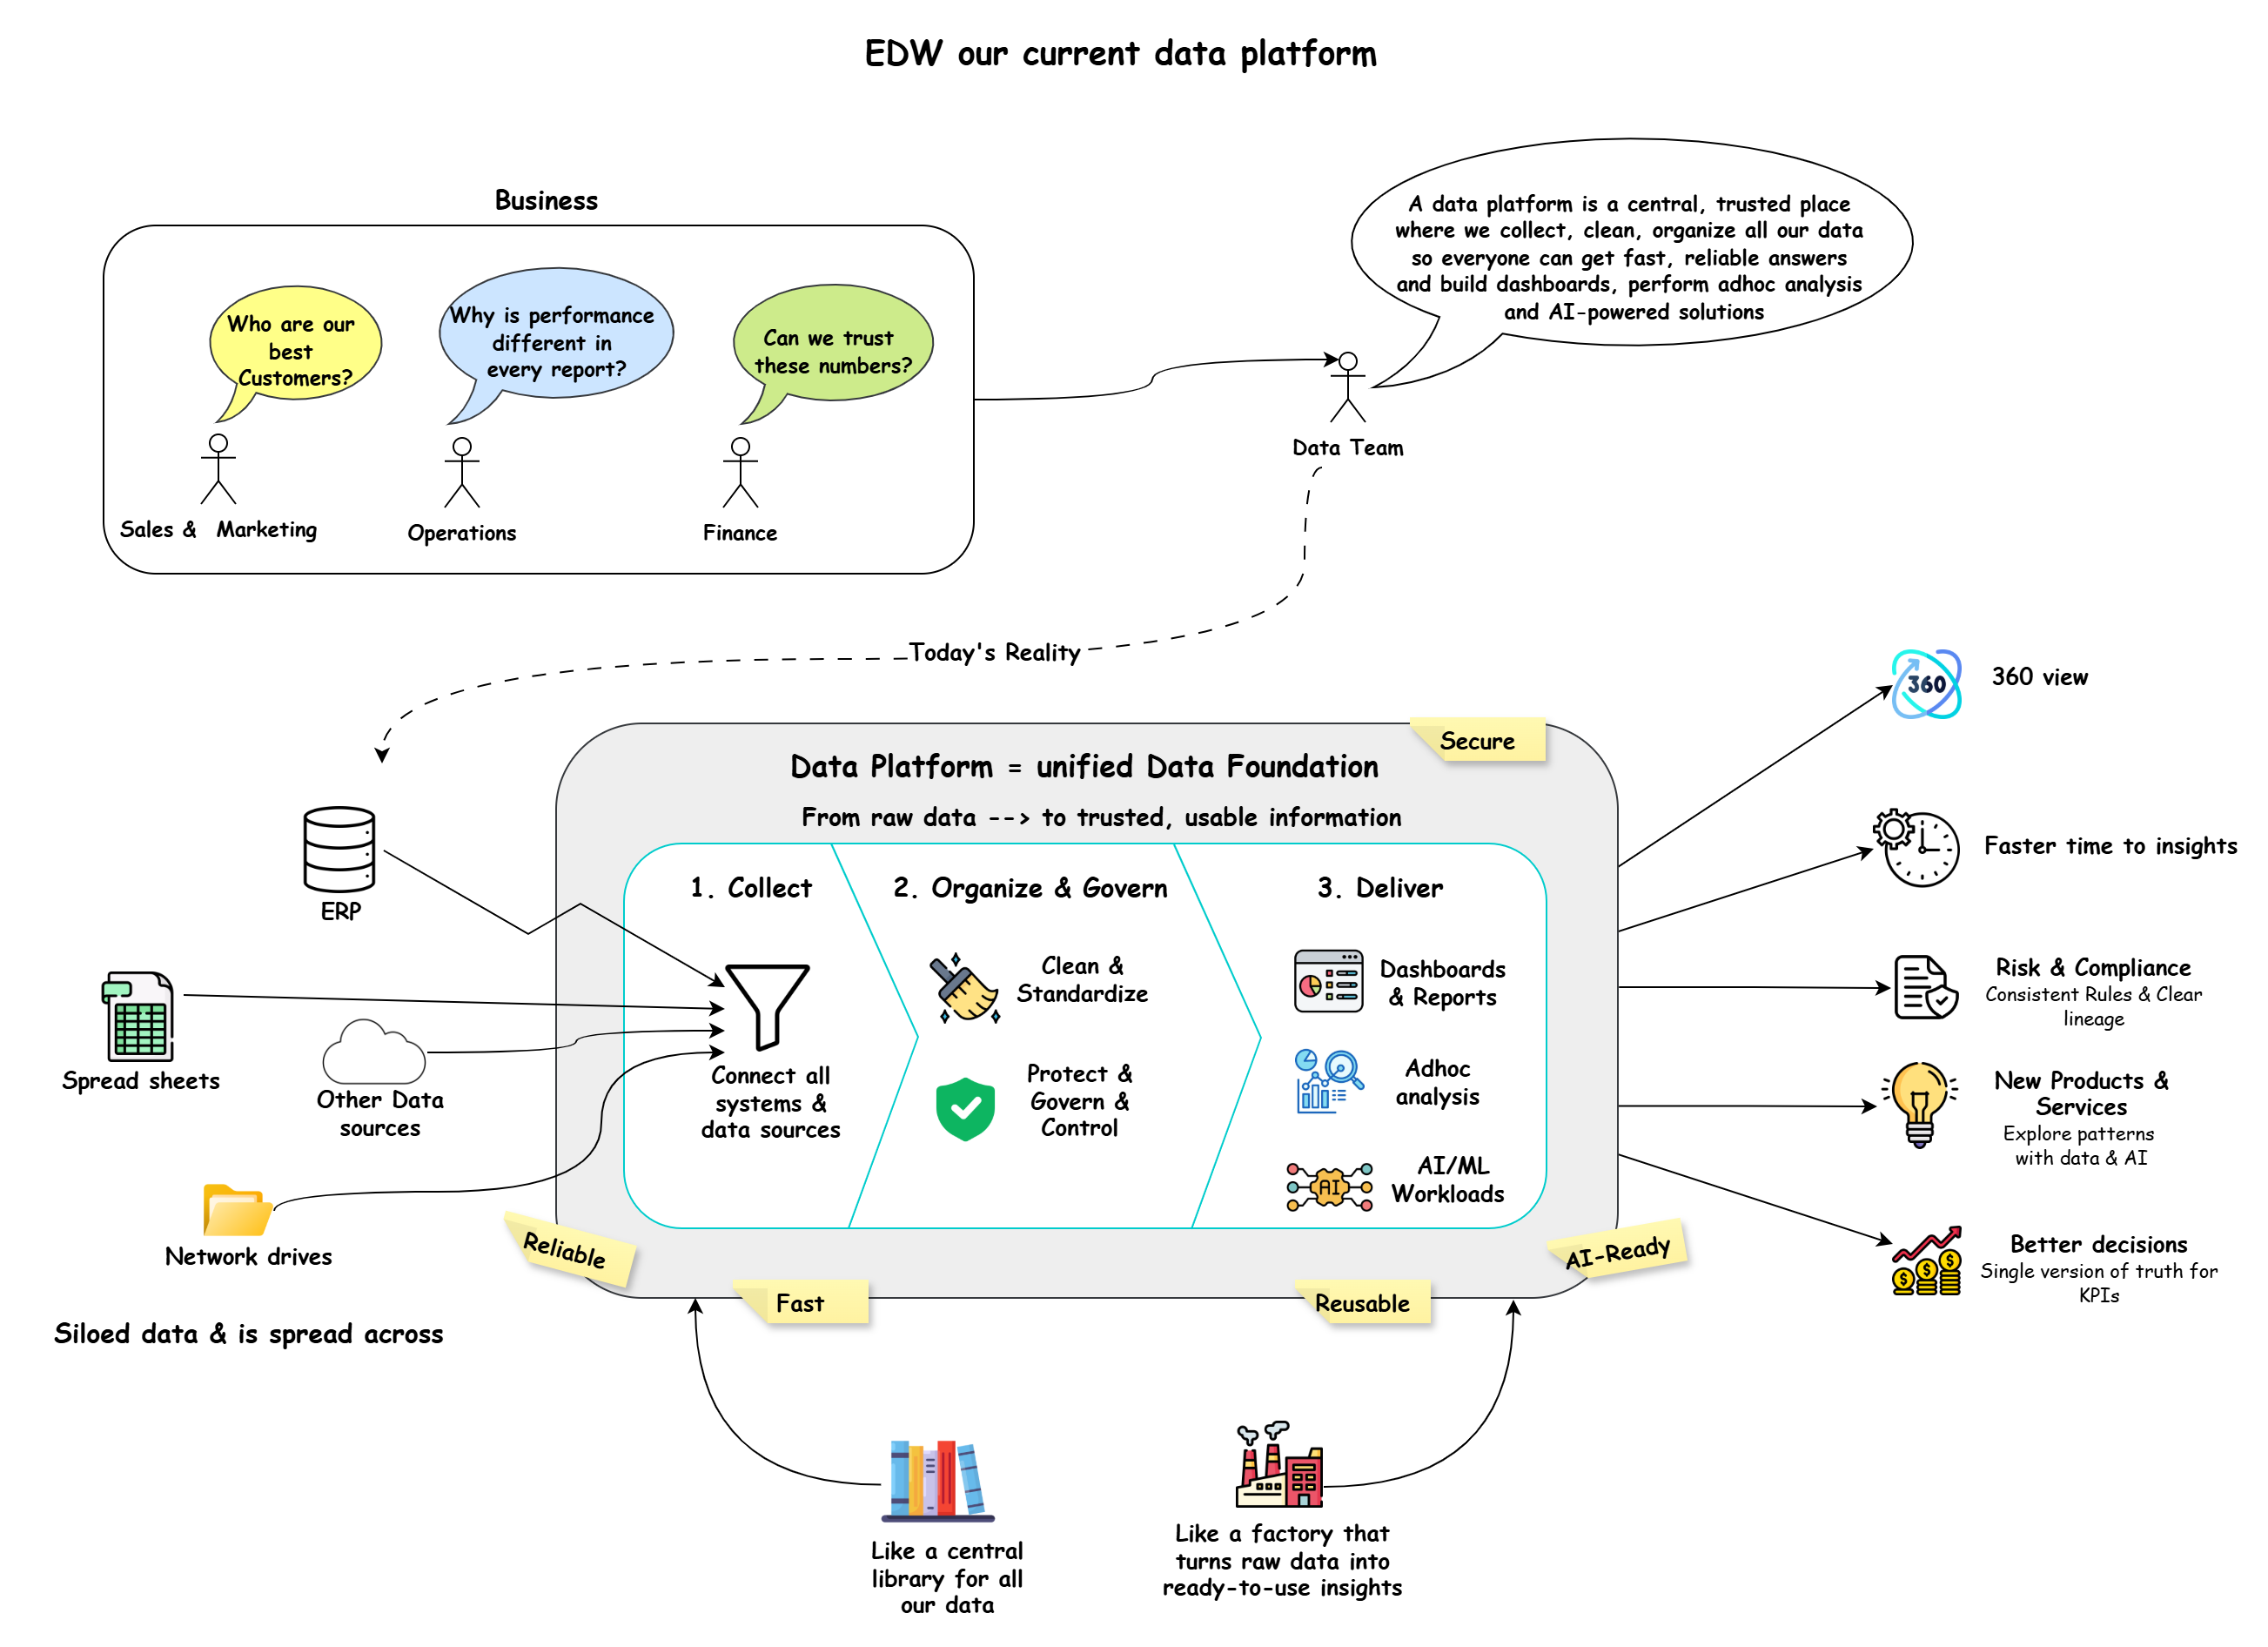 EDW our current data platform
Business
Who are our
best
Customers?
Why is performance
different in
every report?
Can we trust
these numbers?
Sales &  Marketing
Operations
Finance
A data platform is a central, trusted place
where we collect, clean, organize all our data
so everyone can get fast, reliable answers
and build dashboards, perform adhoc analysis
and AI-powered solutions
Data Team
Today's Reality
ERP
Spread sheets
Other Data
sources
Network drives
Siloed data & is spread across
Secure
Data Platform = unified Data Foundation
From raw data --> to trusted, usable information
1. Collect
Connect all
systems &
data sources
2. Organize & Govern
Clean &
Standardize
Protect &
Govern &
Control
3. Deliver
Dashboards
& Reports
Adhoc
analysis
AI
AI/ML
Workloads
Reliable
Fast
Reusable
AI-Ready
360
360 view
Faster time to insights
Risk & Compliance
Consistent Rules & Clear
lineage
New Products &
Services
Explore patterns
with data & AI
$ $ $
Better decisions
Single version of truth for
KPIs
Like a central
library for all
our data
Like a factory that
turns raw data into
ready-to-use insights